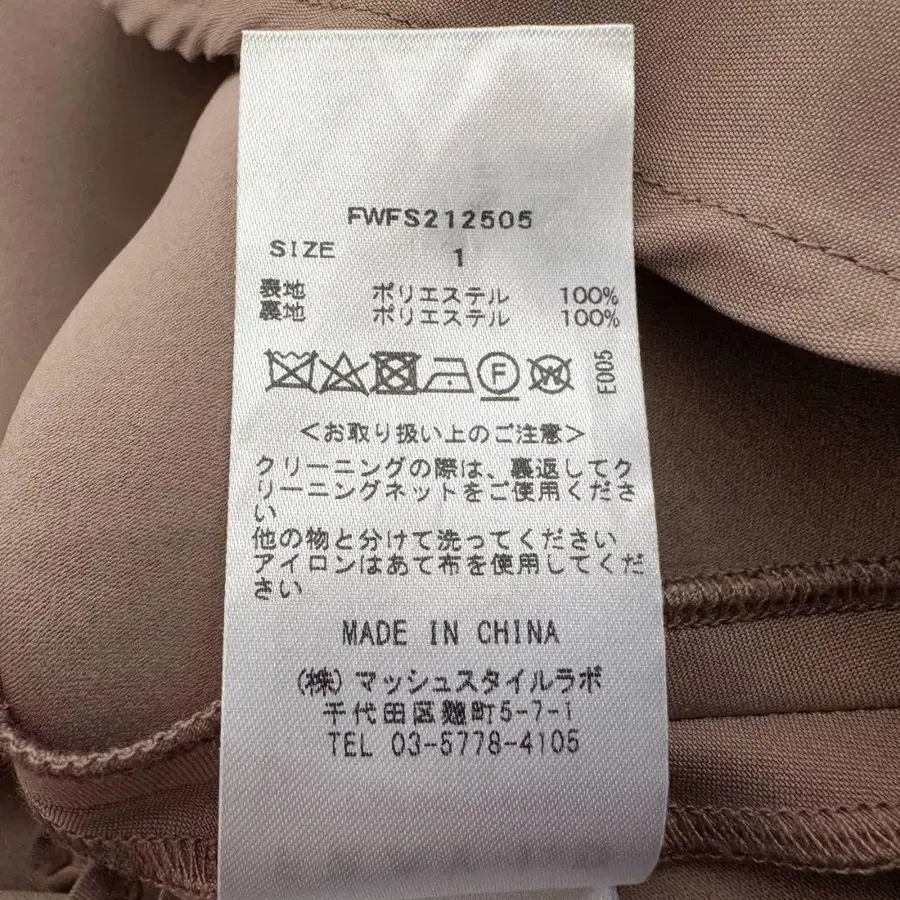 FWFS212505
SIZE 1
表地 ポリエステル 100%
裏地 ポリエステル 100%
F W E005
<お取り扱い上のご注意>
クリーニングの際は、裏返してク
リーニングネットをご使用くださ
い
他の物と分けて洗ってください
アイロンはあて布を使用してくだ
さい
MADE IN CHINA
(株)マッシュスタイルラボ
千代田区麹町5-7-1
TEL 03-5778-4105